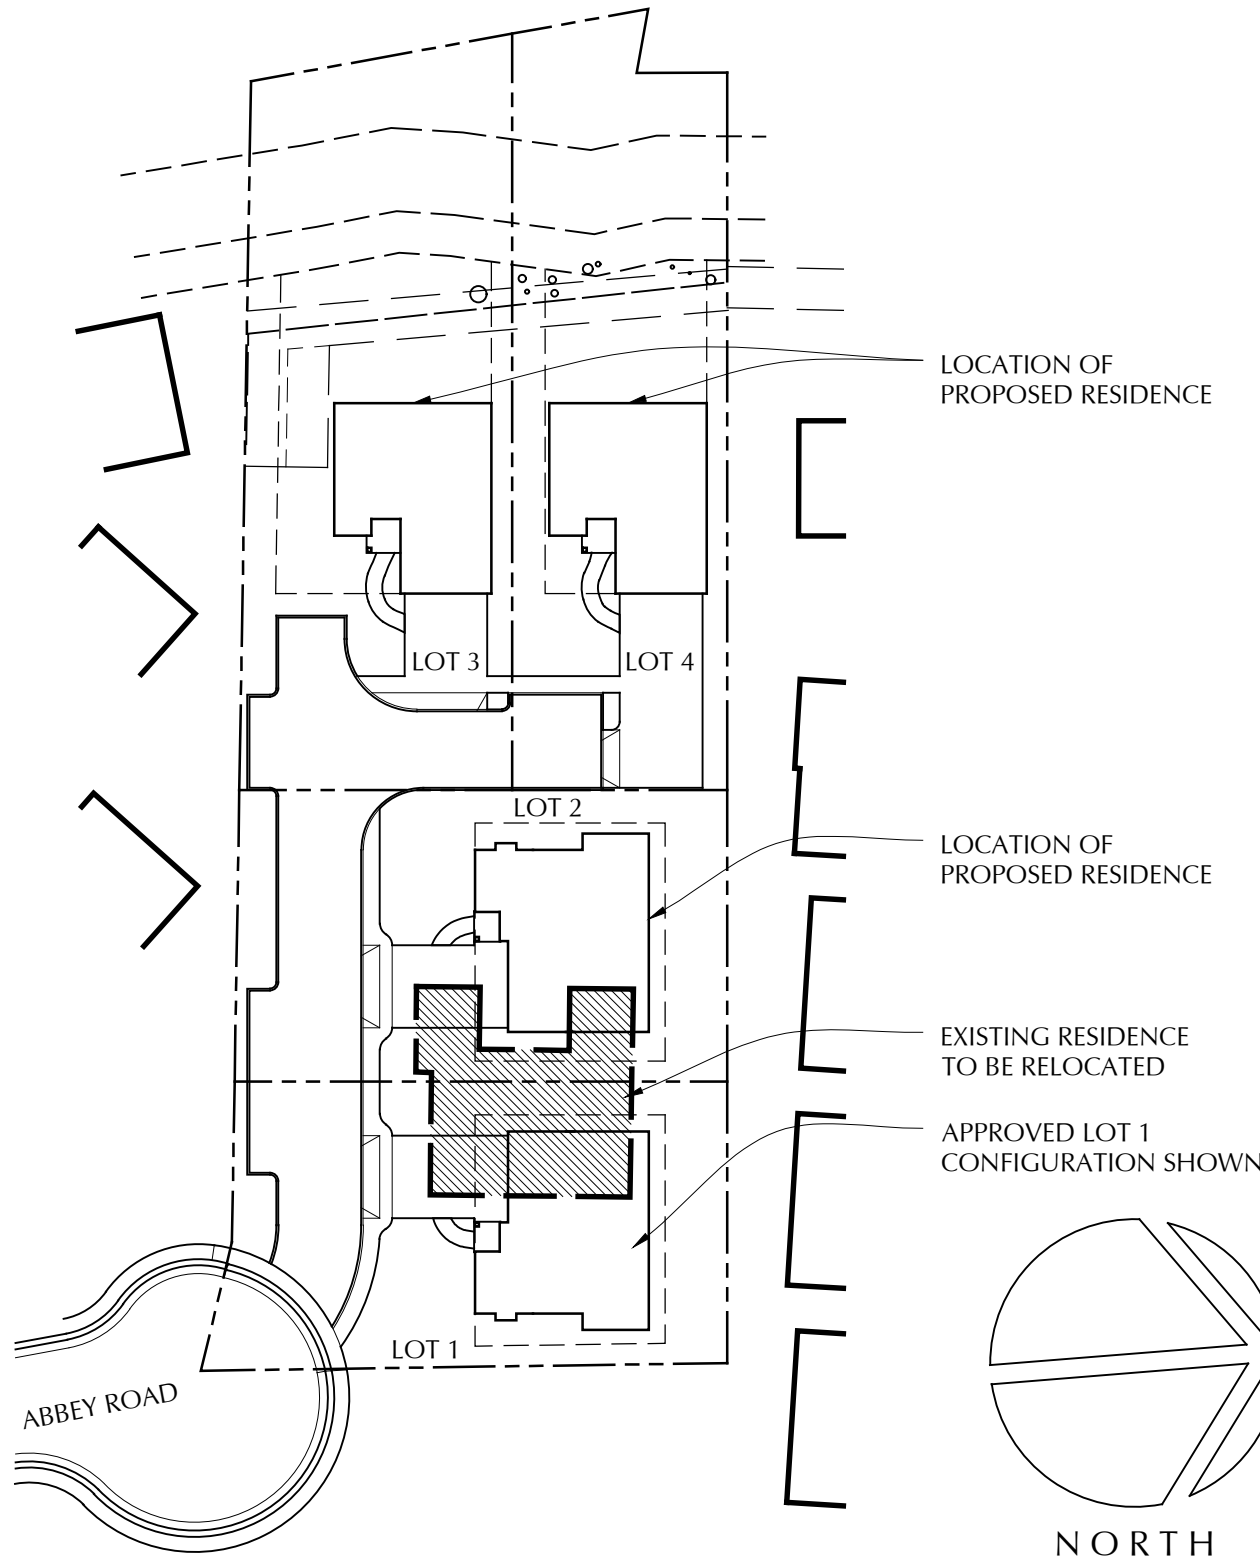 LOCATION OF
PROPOSED RESIDENCE
LOT 3
LOT 4
LOT 2
LOCATION OF
PROPOSED RESIDENCE
EXISTING RESIDENCE
TO BE RELOCATED
APPROVED LOT 1
CONFIGURATION SHOWN
LOT 1
ABBEY ROAD
NORTH